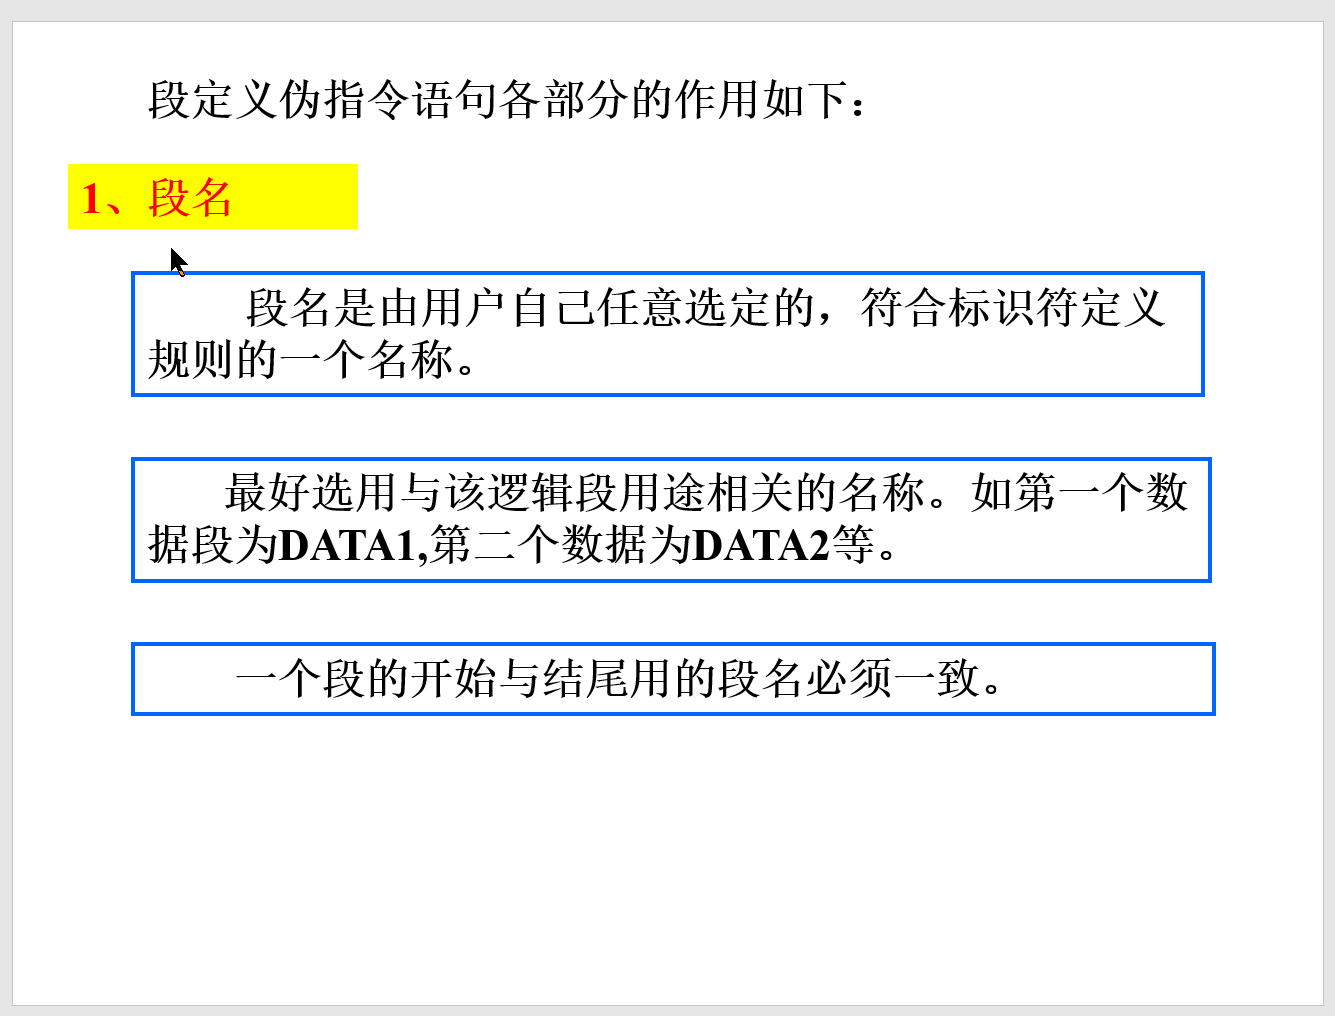 段定义伪指令语句各部分的作用如下：
1、段名
段名是由用户自己任意选定的，符合标识符定义
规则的一个名称。
最好选用与该逻辑段用途相关的名称。如第一个数
据段为DATA1,第二个数据为DATA2等。
一个段的开始与结尾用的段名必须一致。